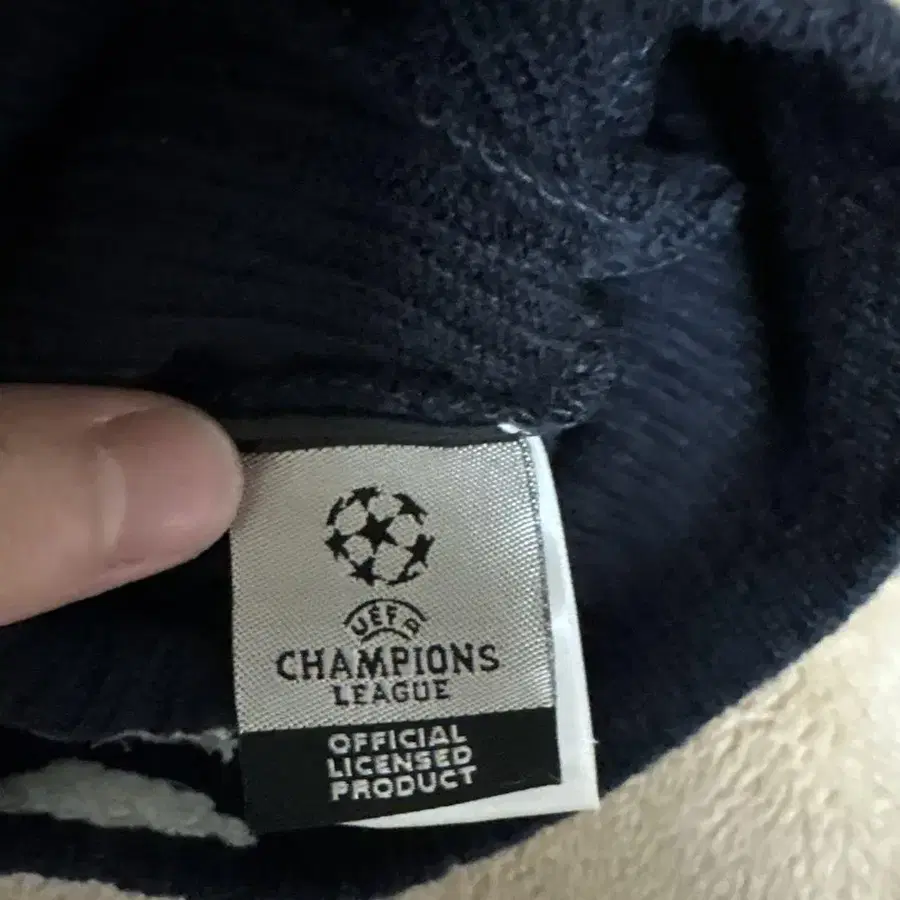 UEFA
CHAMPIONS
LEAGUE
OFFICIAL
LICENSED
PRODUCT